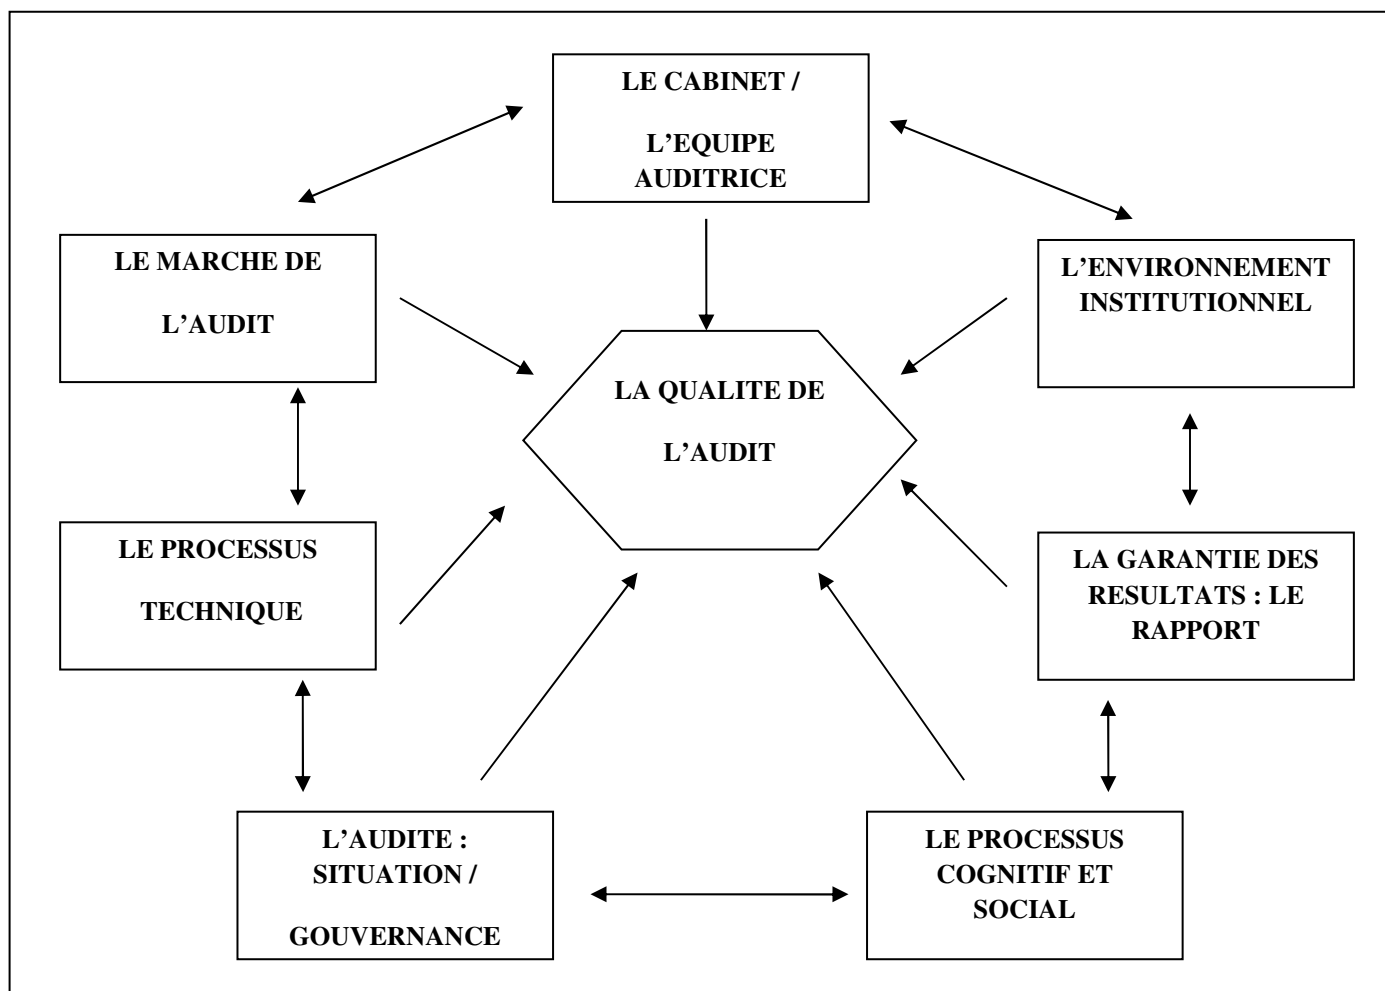 LE CABINET /
L’EQUIPE
AUDITRICE
LE MARCHE DE
L’AUDIT
L’ENVIRONNEMENT
INSTITUTIONNEL
LA QUALITE DE
L’AUDIT
LE PROCESSUS
TECHNIQUE
LA GARANTIE DES
RESULTATS : LE
RAPPORT
L’AUDITE :
SITUATION /
GOUVERNANCE
LE PROCESSUS
COGNITIF ET
SOCIAL